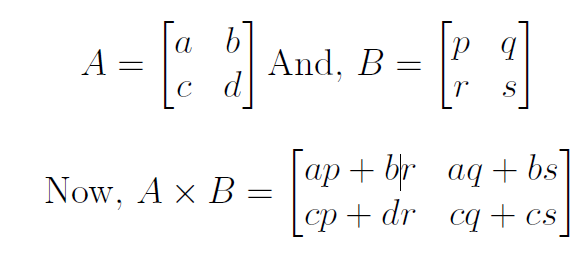 A = [a b] And, B = [p q]
[c d] [r s]
Now, A × B = [ap + br aq + bs]
[cp + dr cq + cs]